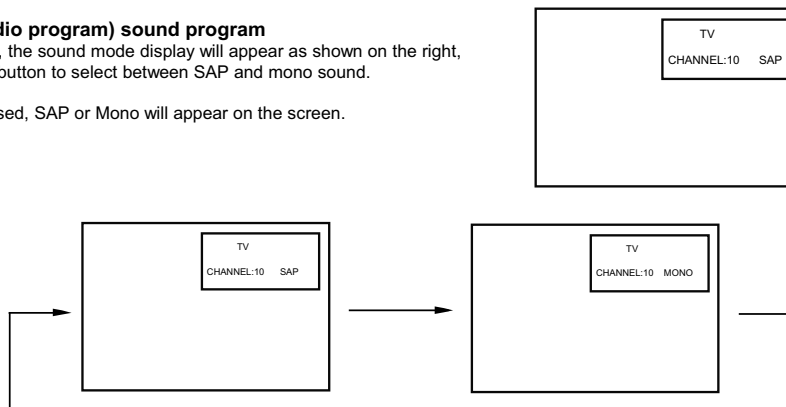 dio program) sound program
, the sound mode display will appear as shown on the right,
button to select between SAP and mono sound.
sed, SAP or Mono will appear on the screen.
TV
CHANNEL:10 SAP
TV
CHANNEL:10 SAP
TV
CHANNEL:10 MONO